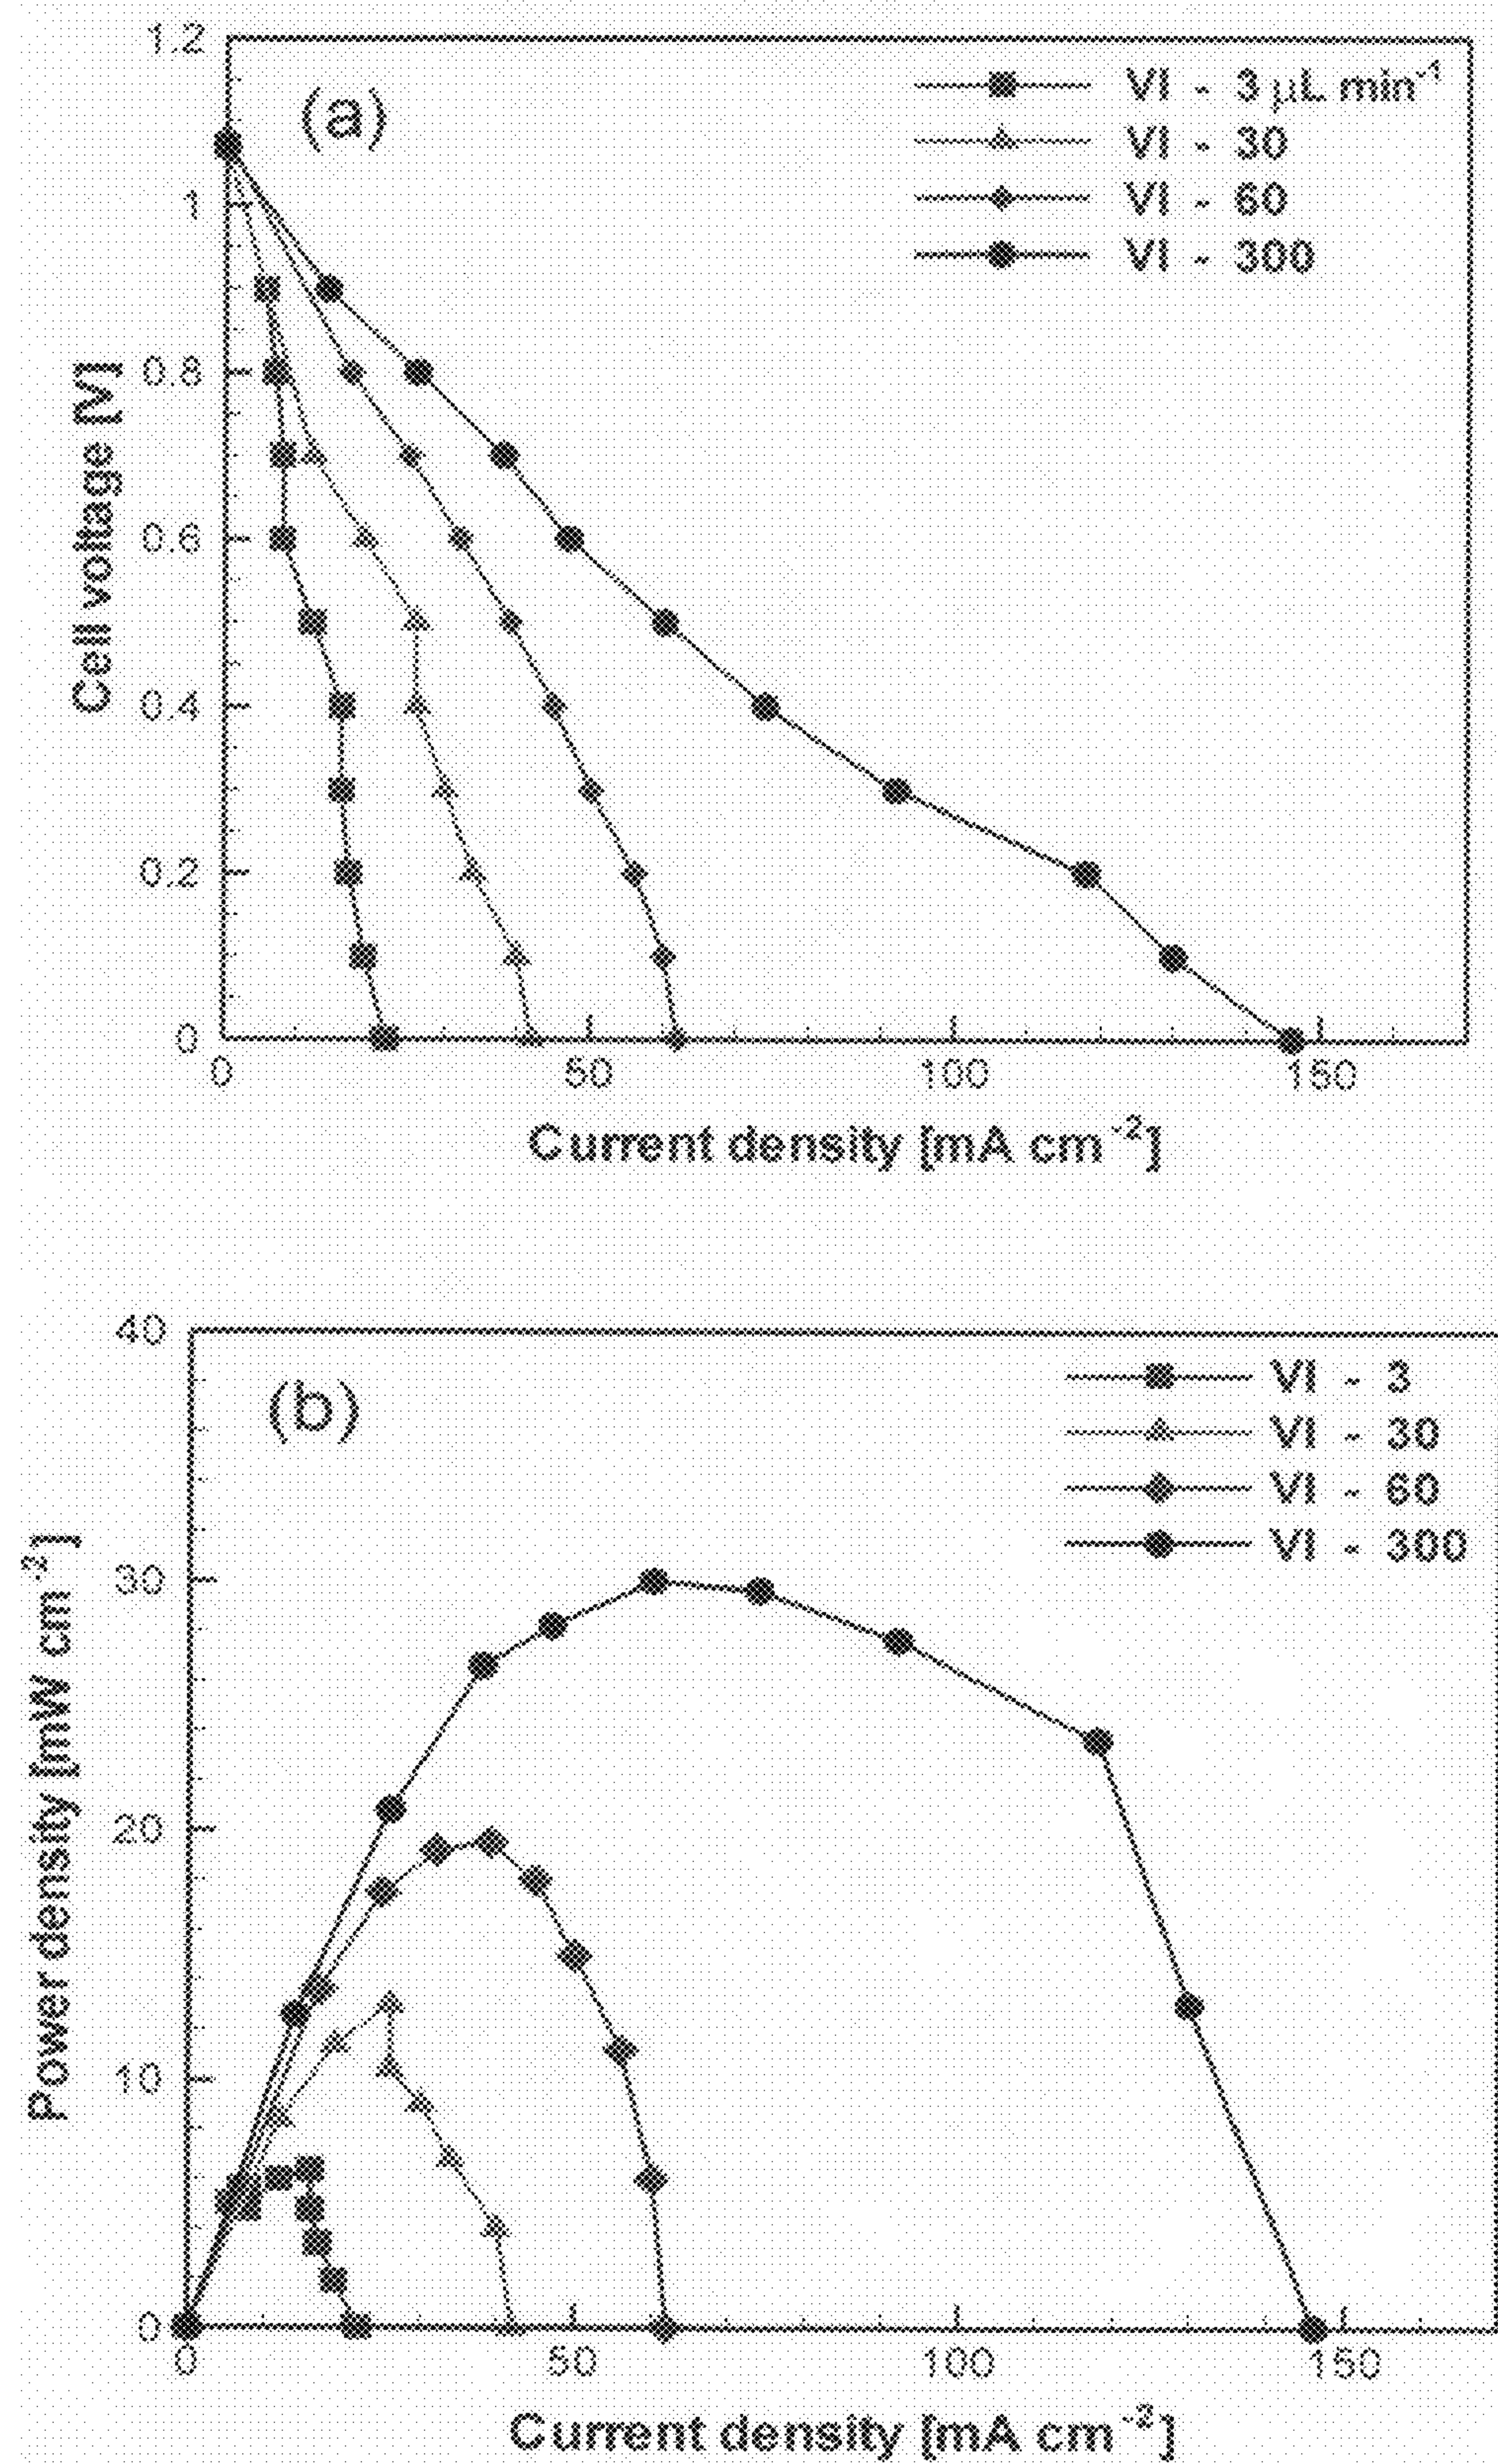 1.2
(a)
VI - 3 μL min-1
VI - 30
VI - 60
VI - 300
1
0.8
0.6
0.4
0.2
0
Cell voltage [V]
0 50 100 150
Current density [mA cm-2]
40
(b)
VI - 3
VI - 30
VI - 60
VI - 300
30
20
10
0
Power density [mW cm-2]
0 50 100 150
Current density [mA cm-2]